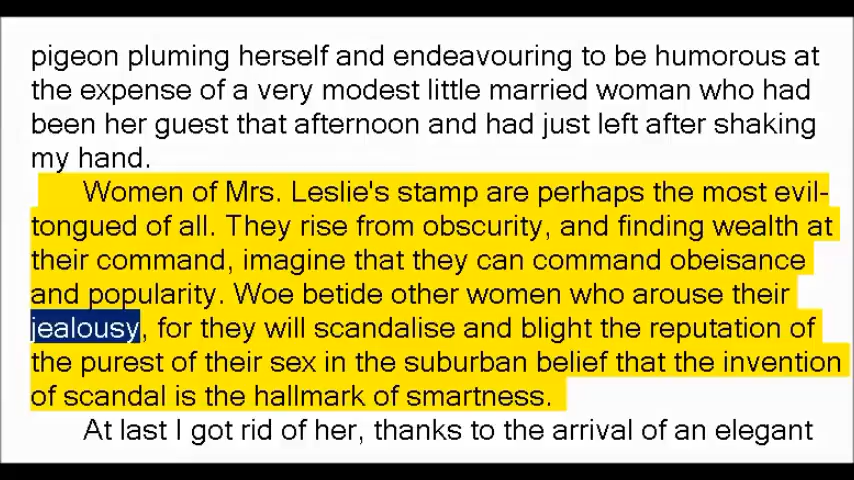 pigeon pluming herself and endeavouring to be humorous at
the expense of a very modest little married woman who had
been her guest that afternoon and had just left after shaking
my hand.
Women of Mrs. Leslie's stamp are perhaps the most evil-
tongued of all. They rise from obscurity, and finding wealth at
their command, imagine that they can command obeisance
and popularity. Woe betide other women who arouse their
jealousy, for they will scandalise and blight the reputation of
the purest of their sex in the suburban belief that the invention
of scandal is the hallmark of smartness.
At last I got rid of her, thanks to the arrival of an elegant